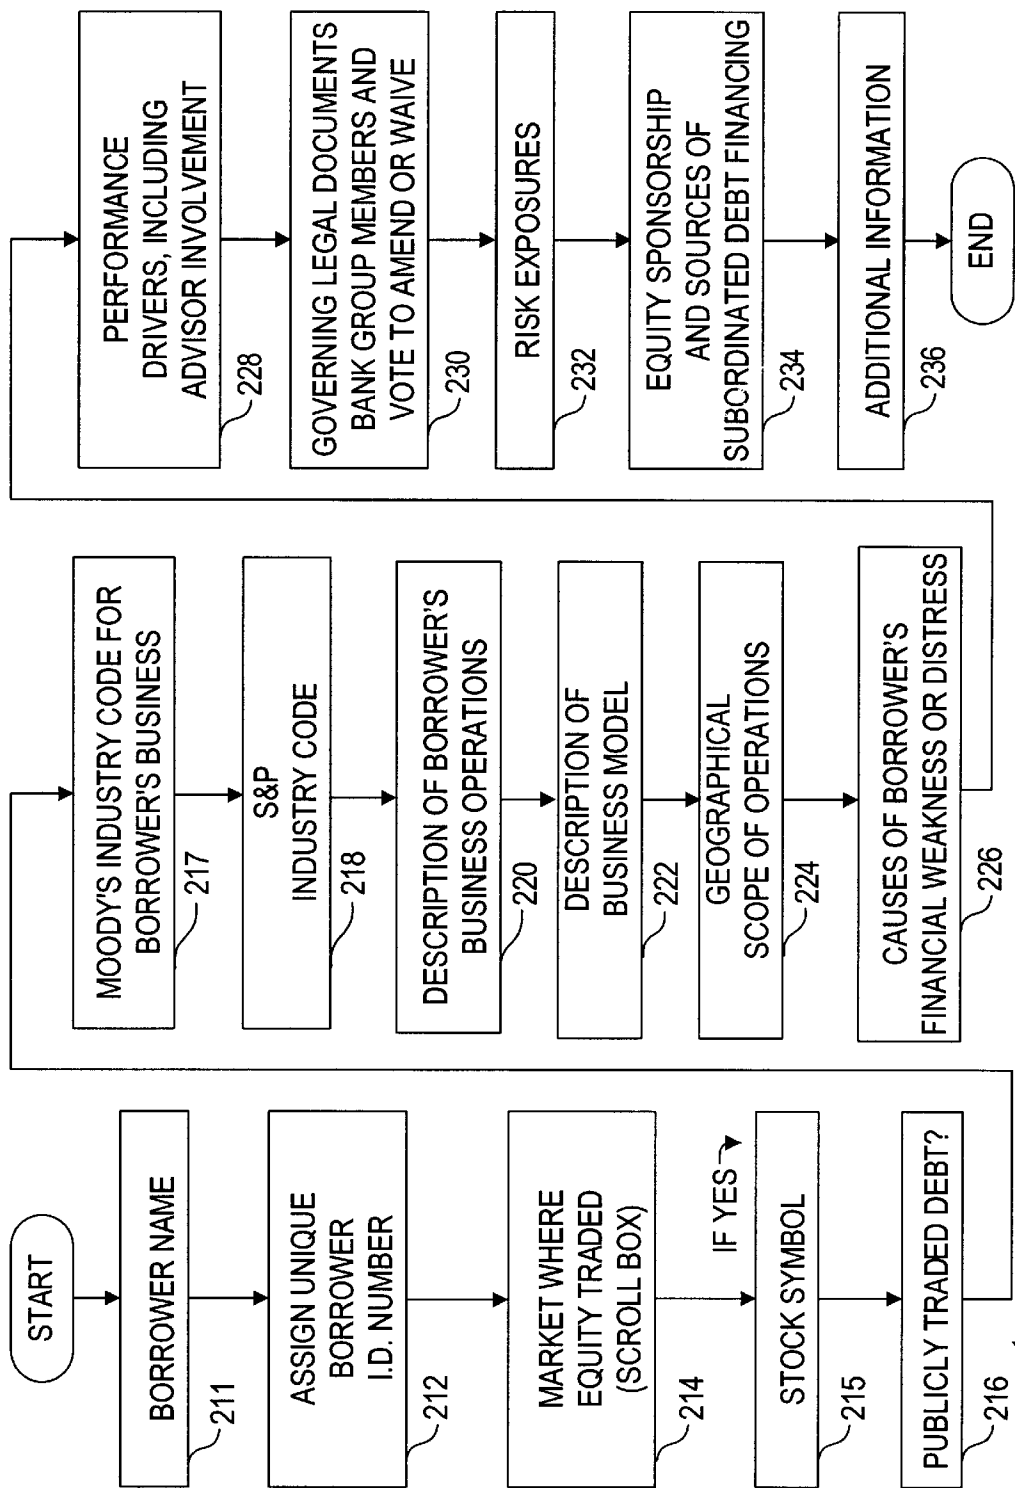 START
BORROWER NAME
211
ASSIGN UNIQUE
BORROWER
I.D. NUMBER
212
MARKET WHERE
EQUITY TRADED
(SCROLL BOX)
214
IF YES
STOCK SYMBOL
215
PUBLICLY TRADED DEBT?
216
MOODY'S INDUSTRY CODE FOR
BORROWER'S BUSINESS
217
S&P
INDUSTRY CODE
218
DESCRIPTION OF BORROWER'S
BUSINESS OPERATIONS
220
DESCRIPTION OF
BUSINESS MODEL
222
GEOGRAPHICAL
SCOPE OF OPERATIONS
224
CAUSES OF BORROWER'S
FINANCIAL WEAKNESS OR DISTRESS
226
PERFORMANCE
DRIVERS, INCLUDING
ADVISOR INVOLVEMENT
228
GOVERNING LEGAL DOCUMENTS
BANK GROUP MEMBERS AND
VOTE TO AMEND OR WAIVE
230
RISK EXPOSURES
232
EQUITY SPONSORSHIP
AND SOURCES OF
SUBORDINATED DEBT FINANCING
234
ADDITIONAL INFORMATION
236
END